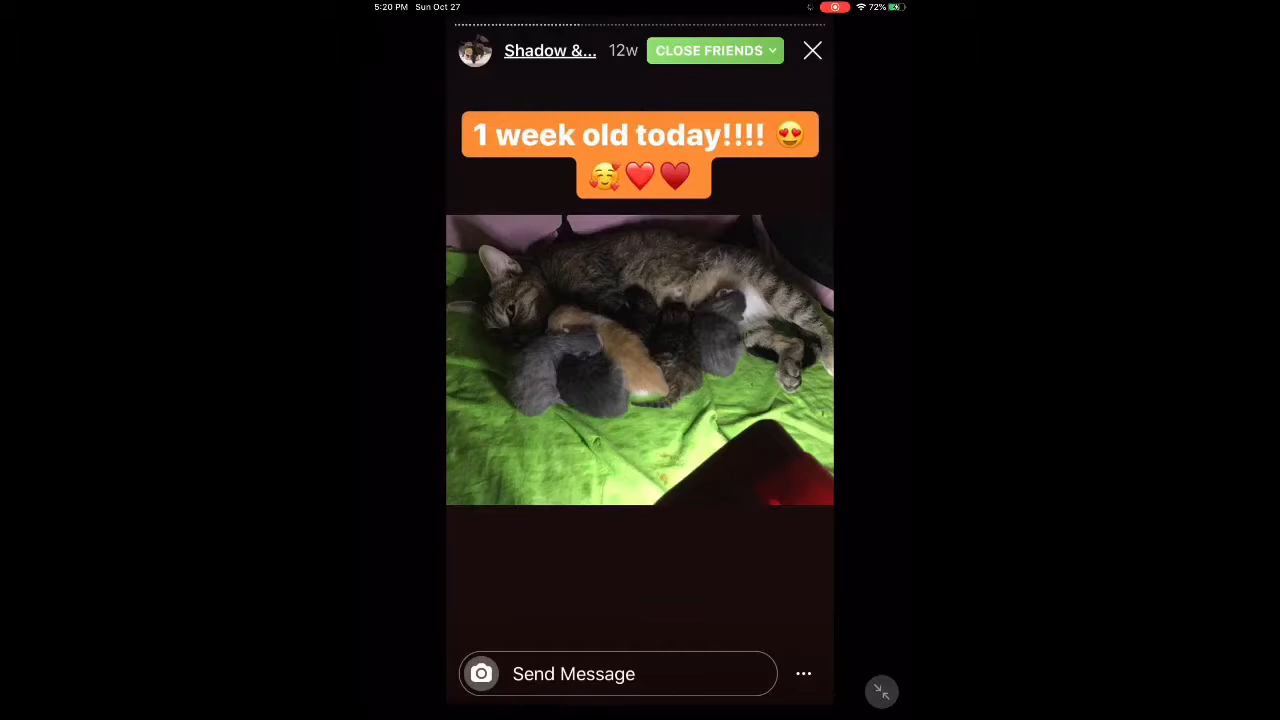 5:20 PM Sun Oct 27 72%
Shadow &... 12w CLOSE FRIENDS
1 week old today!!!! 😍
🥰❤️♥️
Send Message